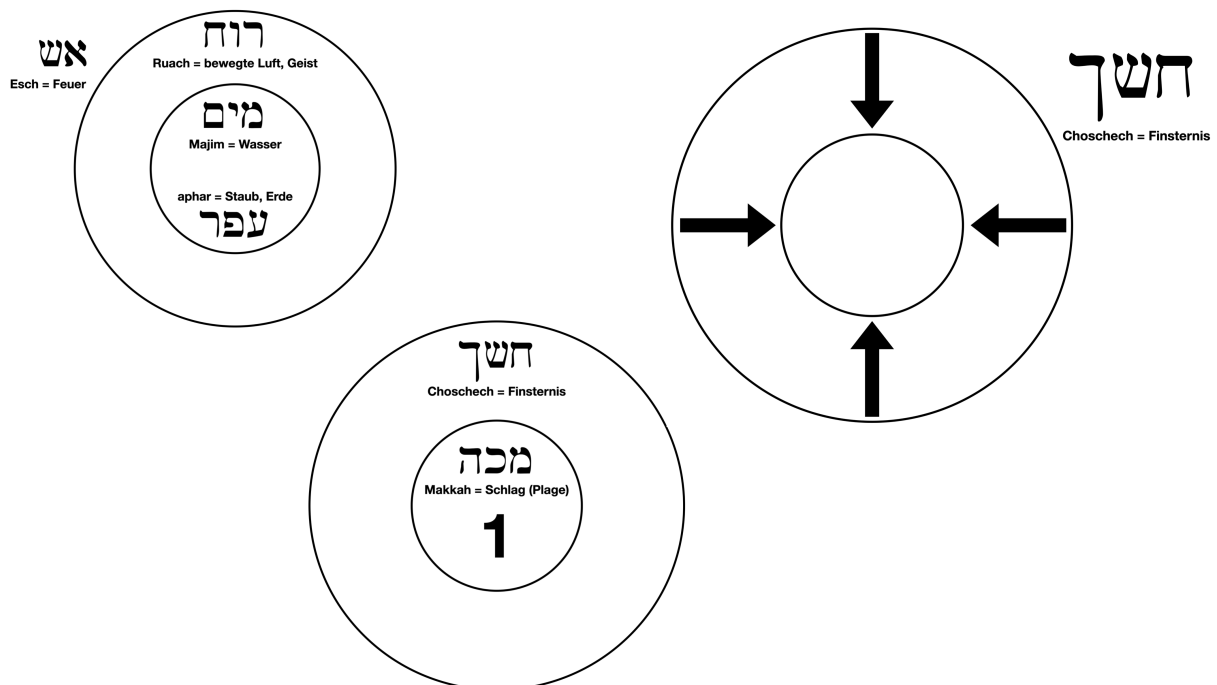 אש
Esch = Feuer
רוח
Ruach = bewegte Luft, Geist
מים
Majim = Wasser
aphar = Staub, Erde
עפר
חשך
Choschech = Finsternis
חשך
Choschech = Finsternis
מכה
Makkah = Schlag (Plage)
1